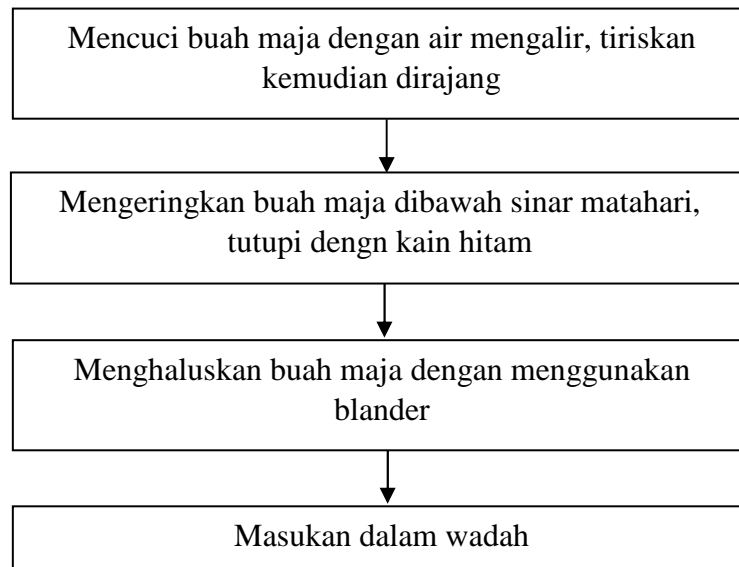 Mencuci buah maja dengan air mengalir, tiriskan
kemudian dirajang
Mengeringkan buah maja dibawah sinar matahari,
tutupi dengn kain hitam
Menghaluskan buah maja dengan menggunakan
blander
Masukan dalam wadah